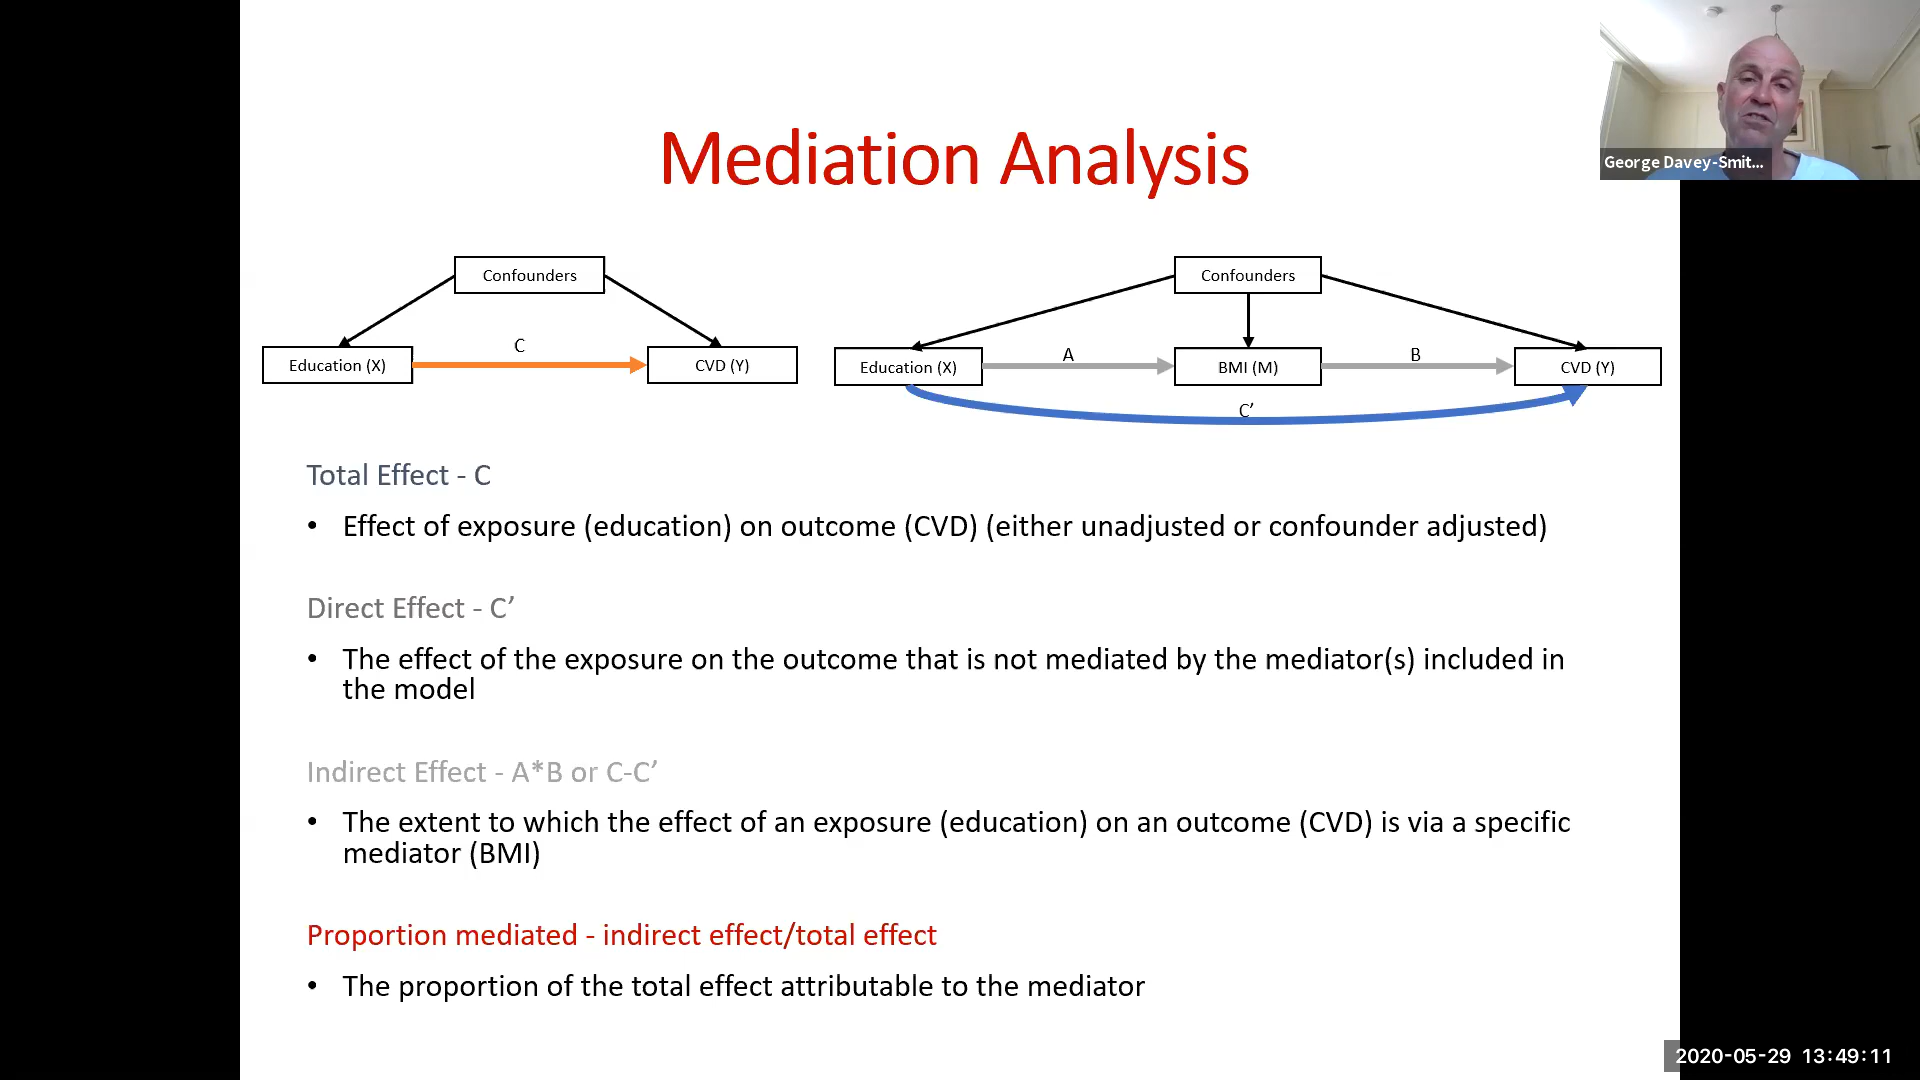 George Davey-Smit...
Mediation Analysis
Confounders
C
Education (X)
CVD (Y)
Confounders
A
B
Education (X)
BMI (M)
CVD (Y)
C’
Total Effect - C
• Effect of exposure (education) on outcome (CVD) (either unadjusted or confounder adjusted)
Direct Effect - C’
• The effect of the exposure on the outcome that is not mediated by the mediator(s) included in
the model
Indirect Effect - A*B or C-C’
• The extent to which the effect of an exposure (education) on an outcome (CVD) is via a specific
mediator (BMI)
Proportion mediated - indirect effect/total effect
• The proportion of the total effect attributable to the mediator
2020-05-29 13:49:11